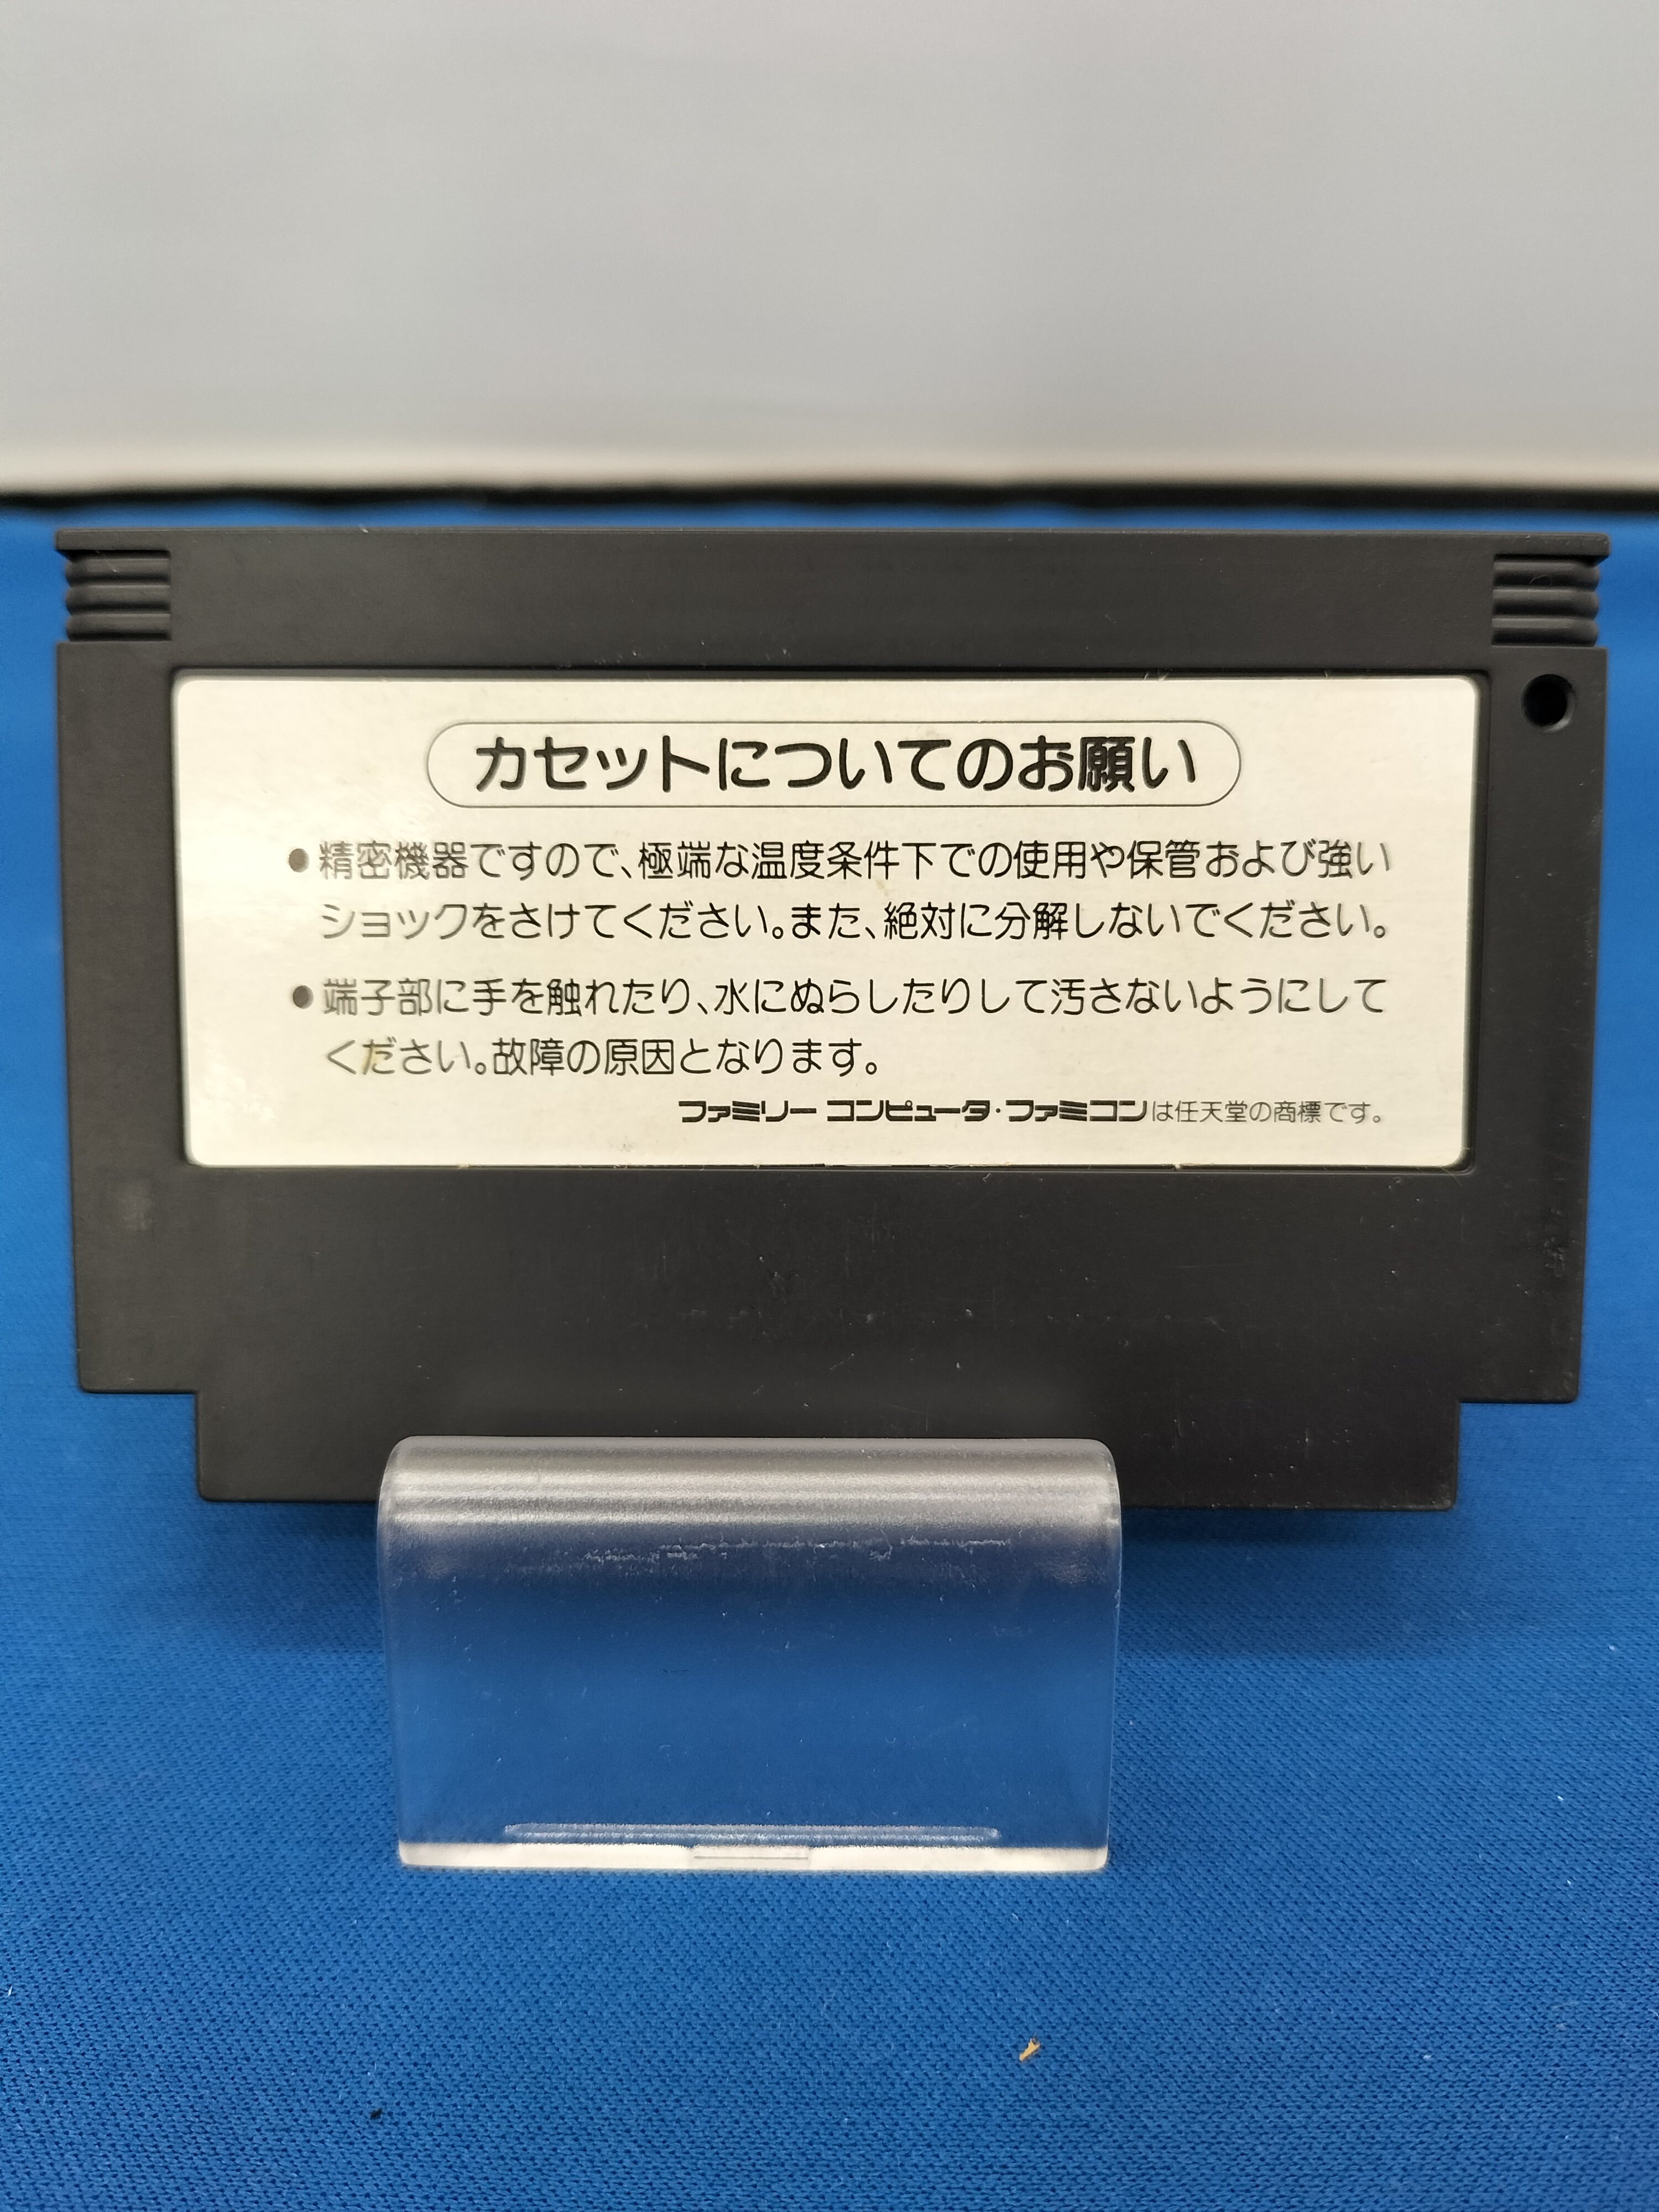 カセットについてのお願い
●精密機器ですので、極端な温度条件下での使用や保管および強い
ショックをさけてください。また、絶対に分解しないでください。
●端子部に手を触れたり、水にぬらしたりして汚さないようにして
ください。故障の原因となります。
ファミリー コンピュータ・ファミコンは任天堂の商標です。